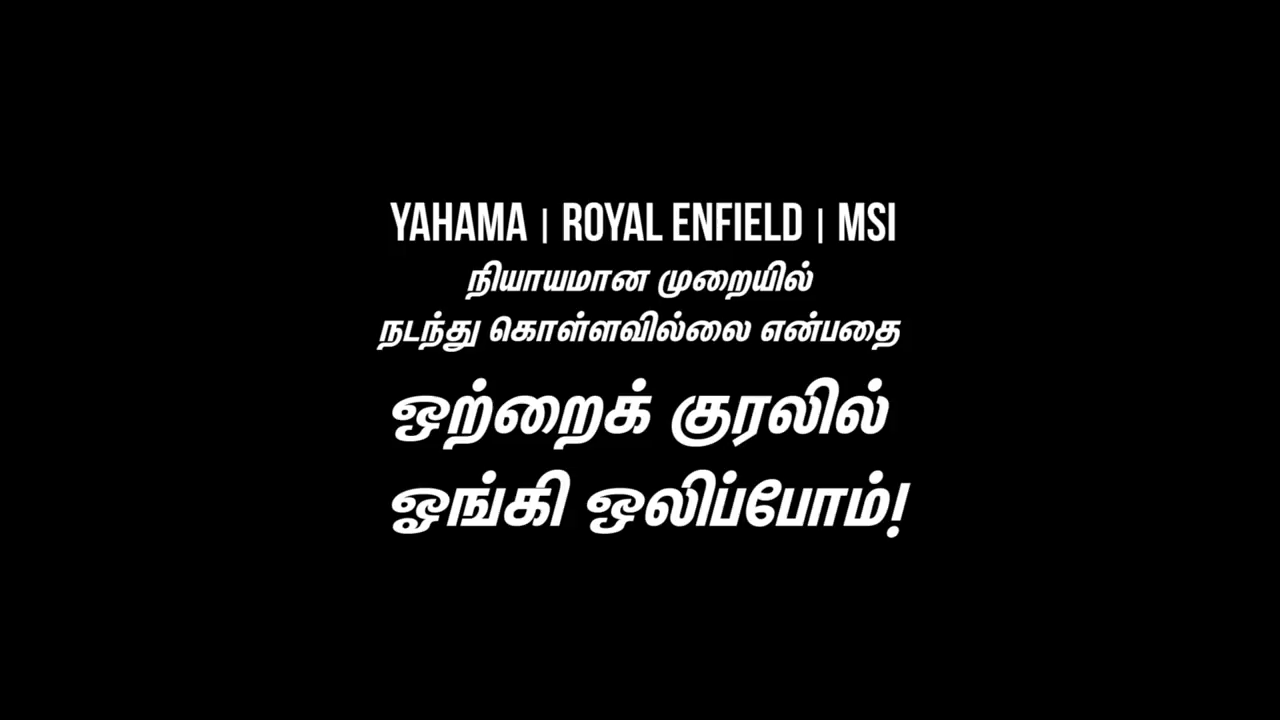 YAHAMA | ROYAL ENFIELD | MSI
நியாயமான முறையில்
நடந்து கொள்ளவில்லை என்பதை
ஒற்றைக் குரலில்
ஓங்கி ஒலிப்போம்!